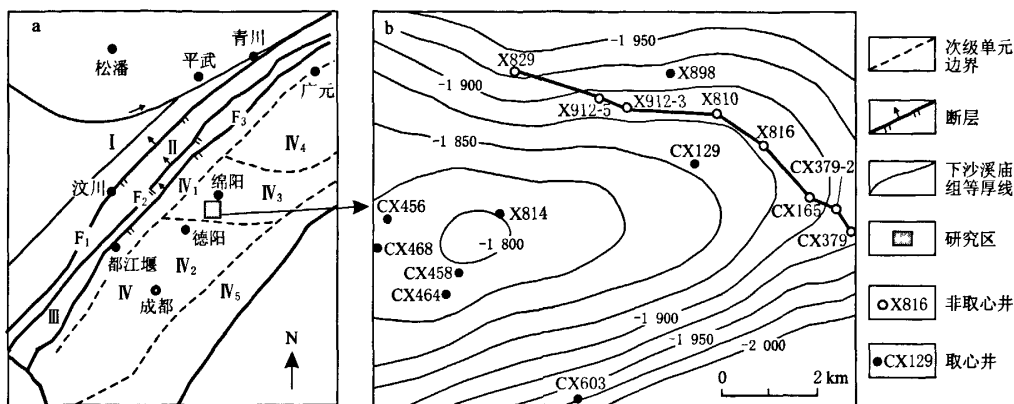 a
青川
松潘
平武
广元
F₃
Ⅰ
Ⅱ
Ⅳ₄
汶川
F₂
Ⅳ₁
绵阳
Ⅳ₃
F₁
德阳
都江堰
Ⅳ₂
Ⅳ
成都
Ⅳ₅
Ⅲ
N
b
-1 950
X829
X898
-1 900
X912-5
X912-3
X810
-1 850
X816
CX129
CX379-2
CX456
X814
CX165
CX468
-1 800
CX379
CX458
CX464
-1 900
-1 950
-2 000
CX603
0 2 km
次级单元
边界
断层
下沙溪庙
组等厚线
研究区
X816
非取心井
CX129
取心井